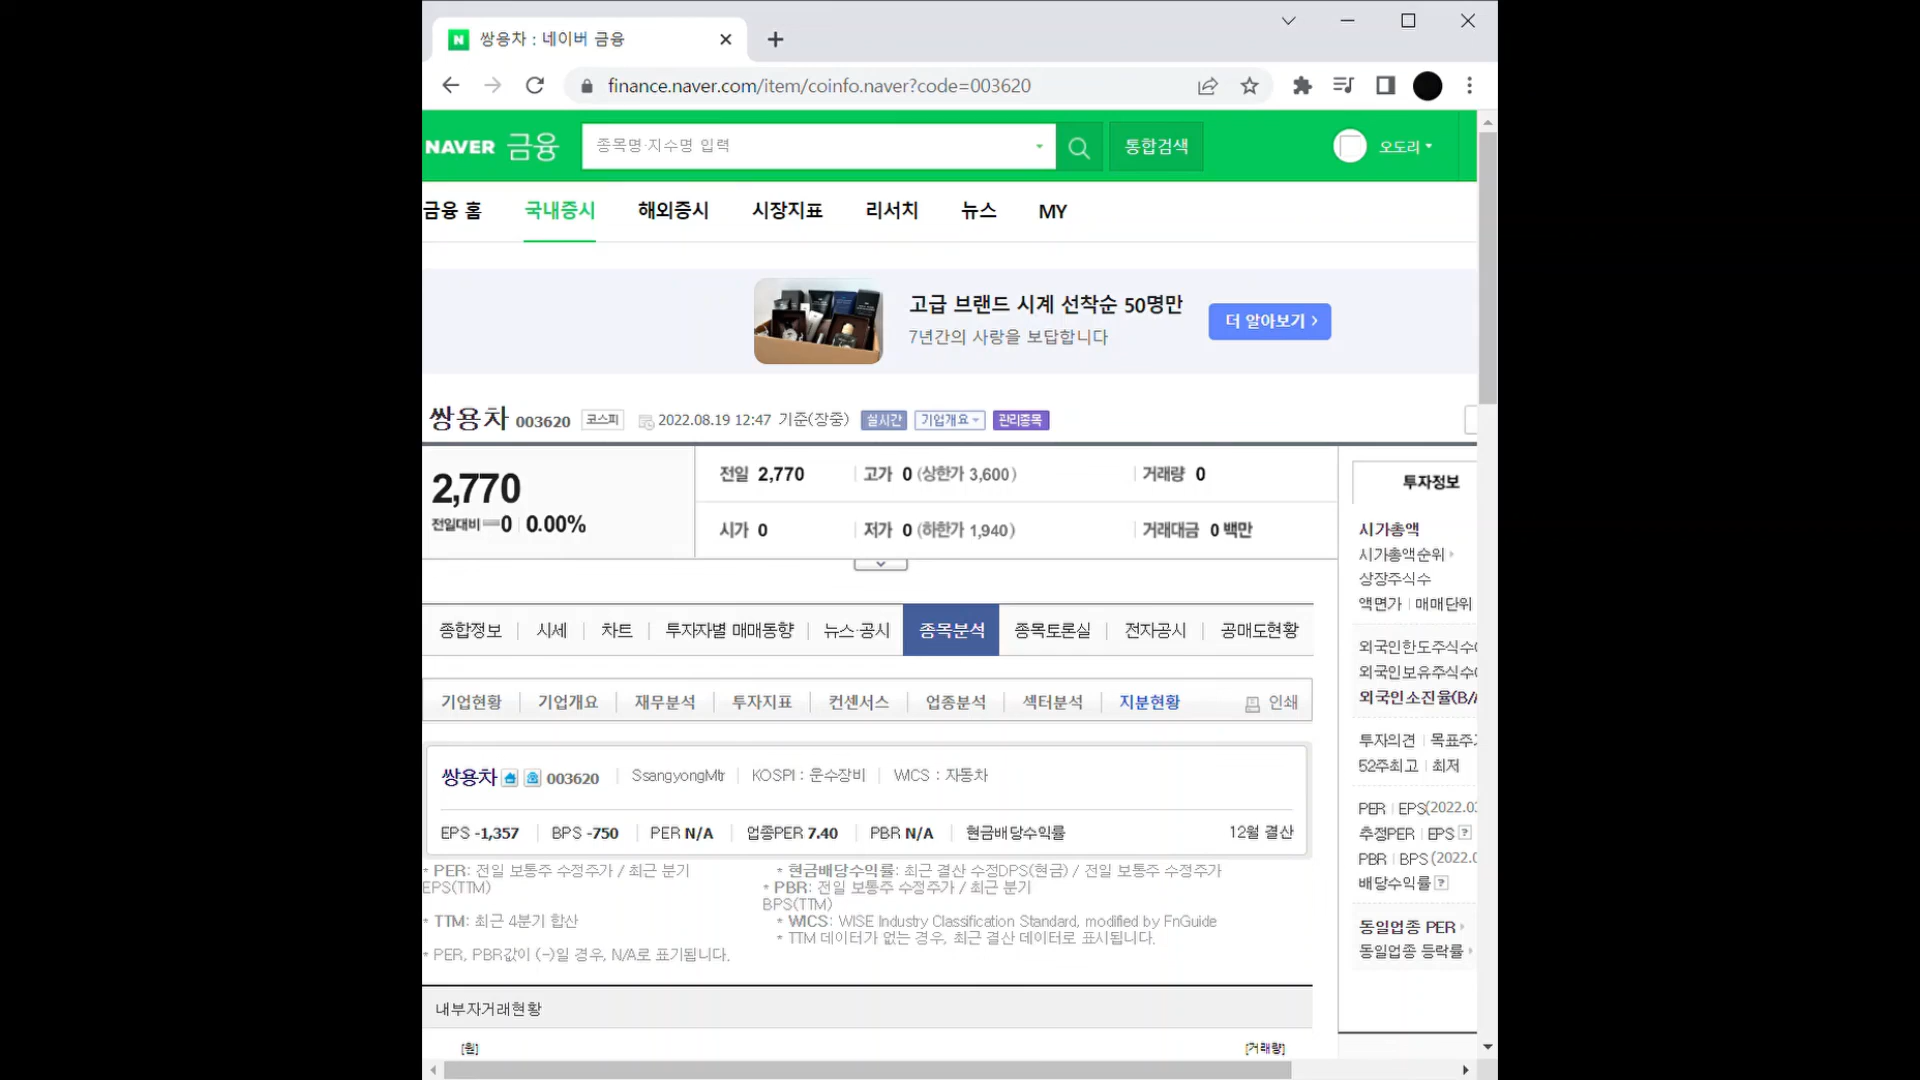 쌍용차 : 네이버 금융
finance.naver.com/item/coinfo.naver?code=003620
NAVER 금융 종목명·지수명 입력 통합검색 오도리
금융 홈 국내증시 해외증시 시장지표 리서치 뉴스 MY
고급 브랜드 시계 선착순 50명만
7년간의 사랑을 보답합니다
더 알아보기 >
쌍용차 003620 코스피 2022.08.19 12:47 기준(장중) 실시간 기업개요 관리종목
2,770
전일대비 0 0.00%
전일 2,770 고가 0 (상한가 3,600) 거래량 0
시가 0 저가 0 (하한가 1,940) 거래대금 0 백만
종합정보 시세 차트 투자자별 매매동향 뉴스·공시 종목분석 종목토론실 전자공시 공매도현황
기업현황 기업개요 재무분석 투자지표 컨센서스 업종분석 섹터분석 지분현황 인쇄
쌍용차 003620 SsangyongMtr KOSPI : 운수장비 WICS : 자동차
EPS -1,357 BPS -750 PER N/A 업종PER 7.40 PBR N/A 현금배당수익률 12월 결산
* PER: 전일 보통주 수정주가 / 최근 분기
EPS(TTM)
* TTM: 최근 4분기 합산
* PER, PBR값이 (-)일 경우, N/A로 표기됩니다.
* 현금배당수익률: 최근 결산 수정DPS(현금) / 전일 보통주 수정주가
* PBR: 전일 보통주 수정주가 / 최근 분기
BPS(TTM)
* WICS: WISE Industry Classification Standard, modified by FnGuide
* TTM 데이터가 없는 경우, 최근 결산 데이터로 표시됩니다.
내부자거래현황
[원] [거래량]
투자정보
시가총액
시가총액순위
상장주식수
액면가 매매단위
외국인한도주식수
외국인보유주식수
외국인소진율(B/
투자의견 목표주
52주최고 최저
PER EPS(2022.0
추정PER EPS ?
PBR BPS (2022.0
배당수익률 ?
동일업종 PER
동일업종 등락률